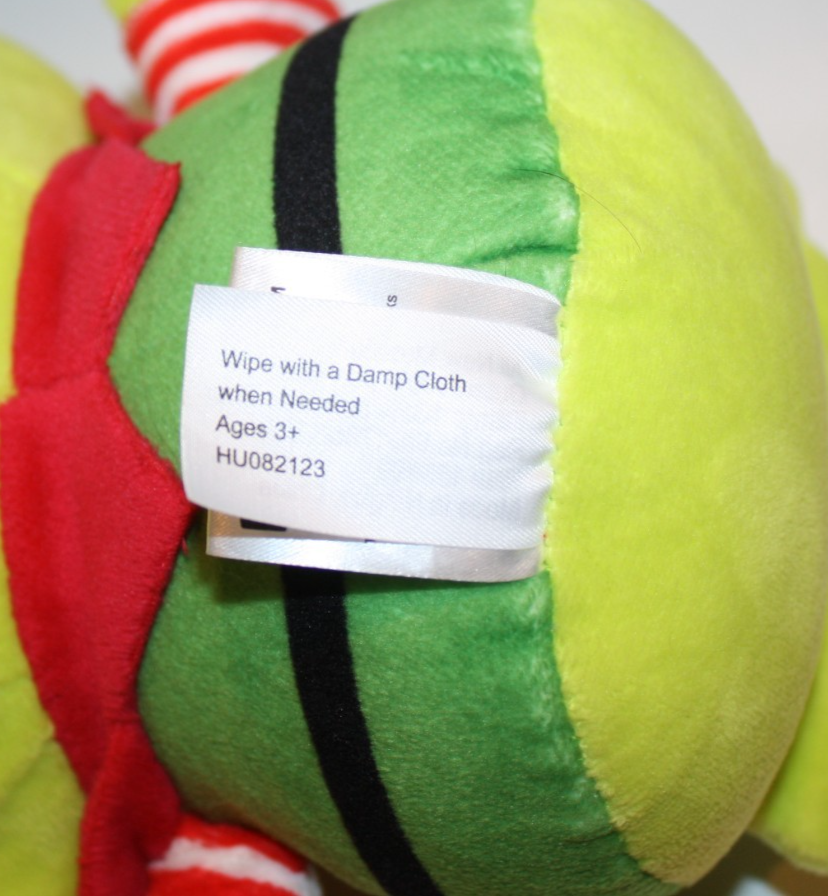 Wipe with a Damp Cloth
when Needed
Ages 3+
HU082123